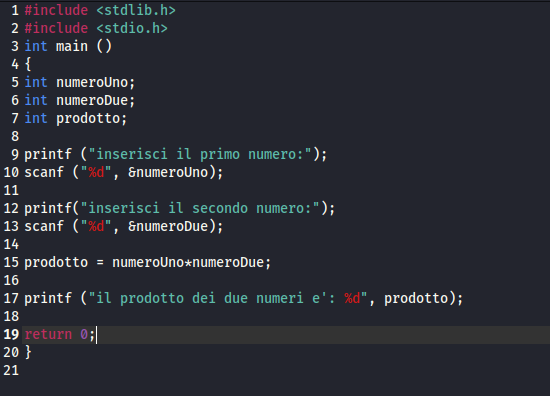 1 #include <stdlib.h>
2 #include <stdio.h>
3 int main ()
4 {
5 int numeroUno;
6 int numeroDue;
7 int prodotto;
8
9 printf ("inserisci il primo numero:");
10 scanf ("%d", &numeroUno);
11
12 printf("inserisci il secondo numero:");
13 scanf ("%d", &numeroDue);
14
15 prodotto = numeroUno*numeroDue;
16
17 printf ("il prodotto dei due numeri e': %d", prodotto);
18
19 return 0;
20 }
21